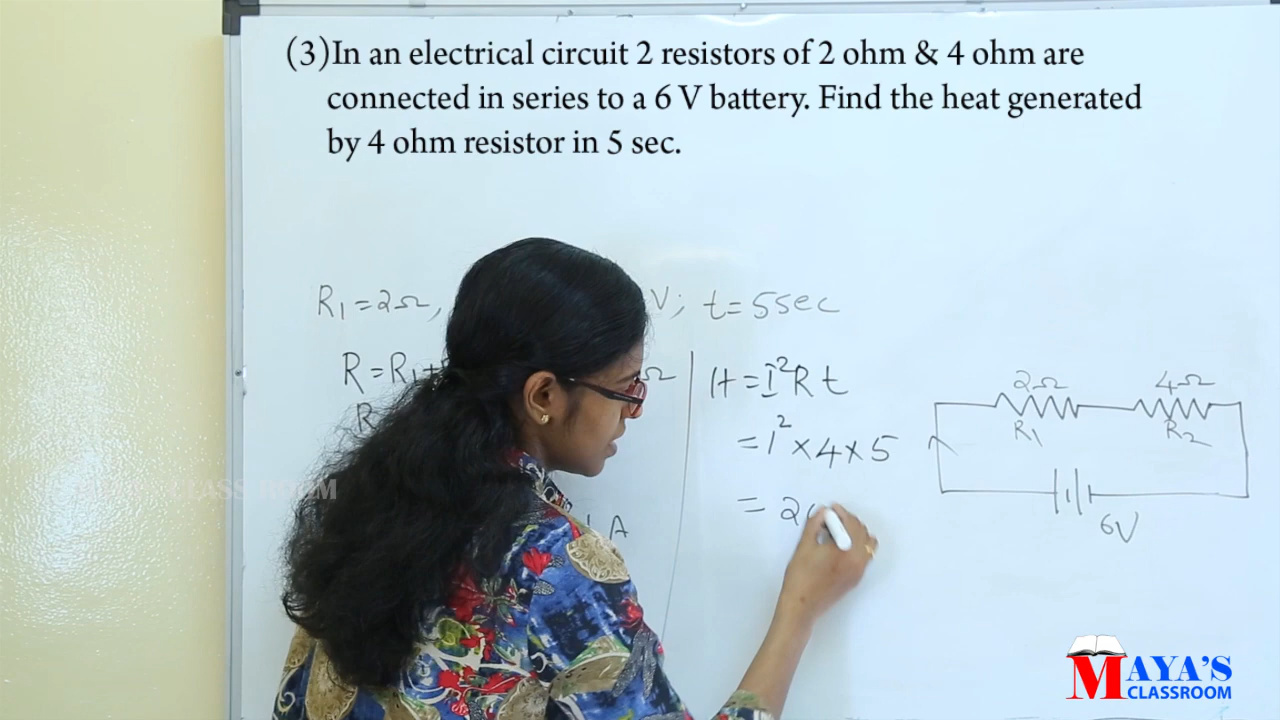 (3)In an electrical circuit 2 resistors of 2 ohm & 4 ohm are
connected in series to a 6 V battery. Find the heat generated
by 4 ohm resistor in 5 sec.
R₁=2Ω, V; t=5sec
R=R₁+ Ω
R
A
H=I²Rt
=1²×4×5
= 2
2Ω 4Ω
R₁ R₂
6V
CLASS ROOM
MAYA'S
CLASSROOM